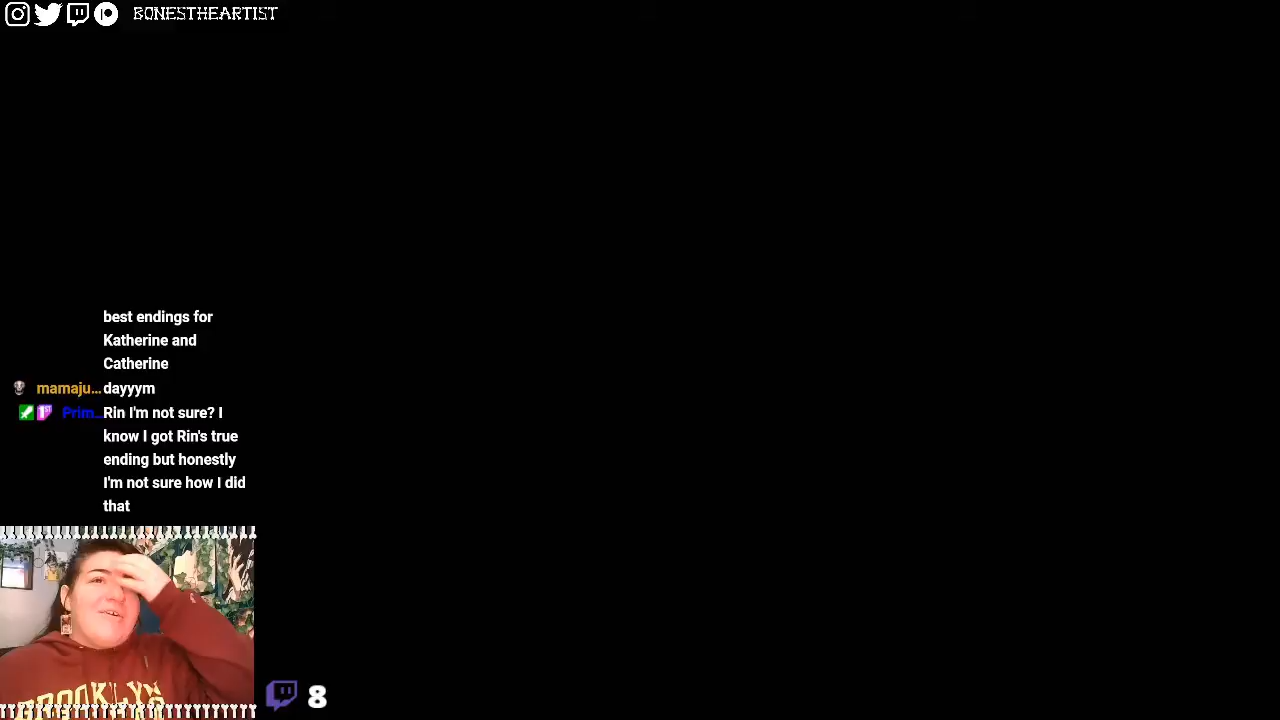 BONESTHEARTIST
best endings for
Katherine and
Catherine
mamaju... dayyym
Prim... Rin I'm not sure? I
know I got Rin's true
ending but honestly
I'm not sure how I did
that
BROOKLYN
8